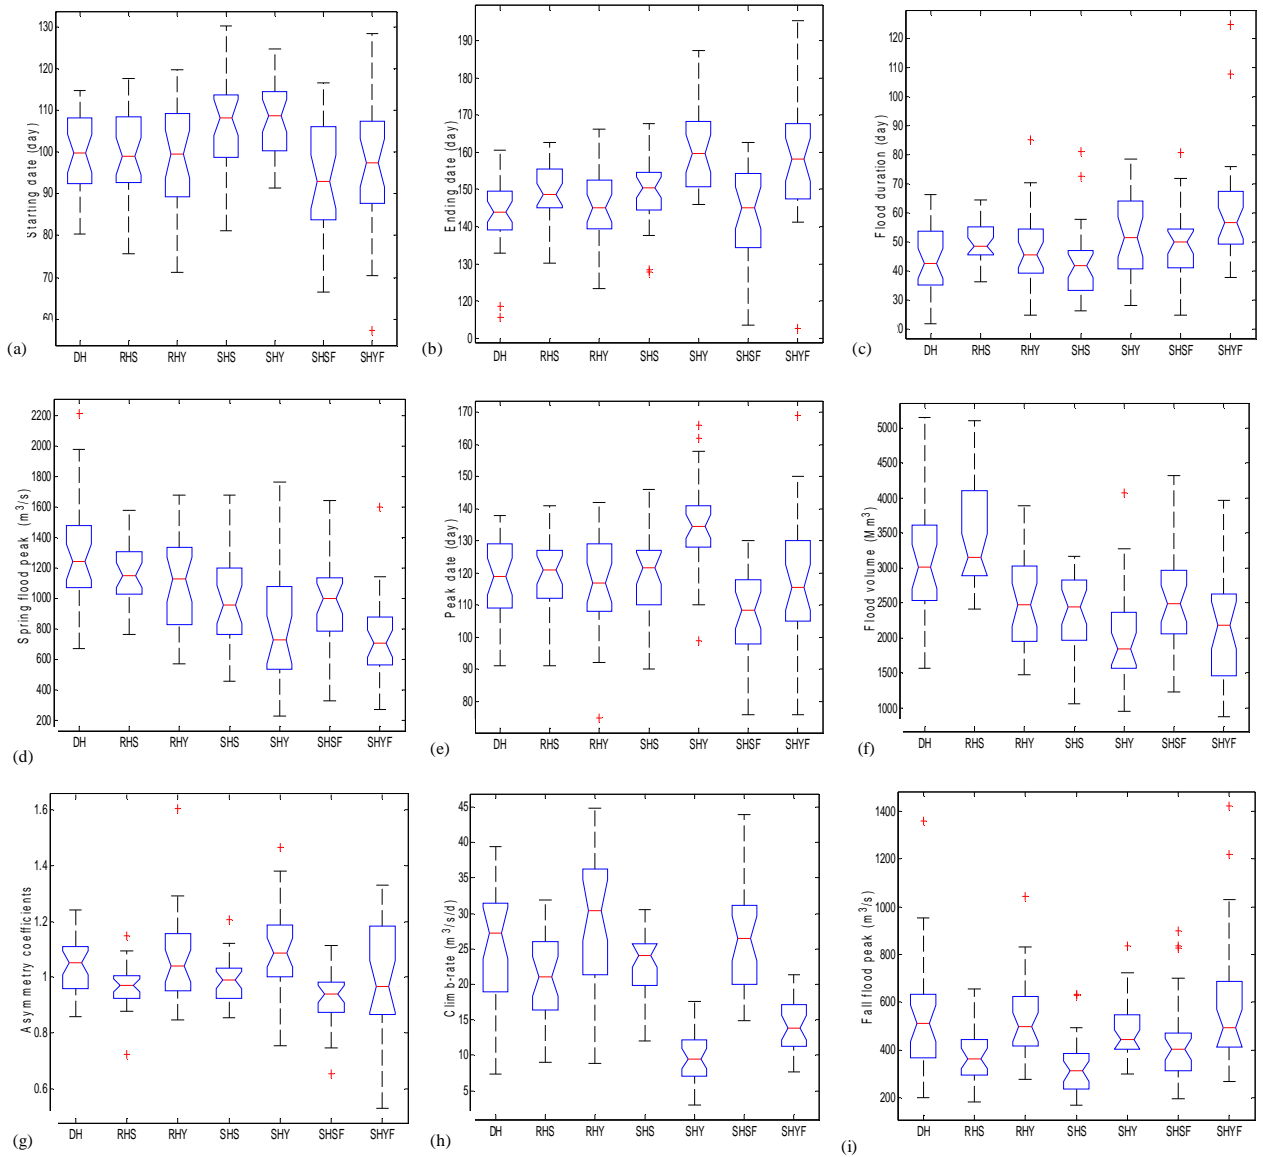 Starting date (day)
130
120
110
100
90
80
70
60
DH RHS RHY SHS SHY SHSF SHYF
(a)
Ending date (day)
190
180
170
160
150
140
130
120
0
DH RHS RHY SHS SHY SHSF SHYF
(b)
Flood duration (day)
120
110
100
90
80
70
60
50
40
30
0
DH RHS RHY SHS SHY SHSF SHYF
(c)
Spring flood peak (m³/s)
2200
2000
1800
1600
1400
1200
1000
800
600
400
200
DH RHS RHY SHS SHY SHSF SHYF
(d)
Peak date (day)
170
160
150
140
130
120
110
100
90
80
DH RHS RHY SHS SHY SHSF SHYF
(e)
Flood volume (Mm³)
5000
4500
4000
3500
3000
2500
2000
1500
1000
DH RHS RHY SHS SHY SHSF SHYF
(f)
Asymmetry coefficients
1.6
1.4
1.2
1
0.8
0.6
DH RHS RHY SHS SHY SHSF SHYF
(g)
Climb-rate (m³/s/d)
45
40
35
30
25
20
15
10
5
DH RHS RHY SHS SHY SHSF SHYF
(h)
Fall flood peak (m³/s)
1400
1200
1000
800
600
400
200
DH RHS RHY SHS SHY SHSF SHYF
(i)